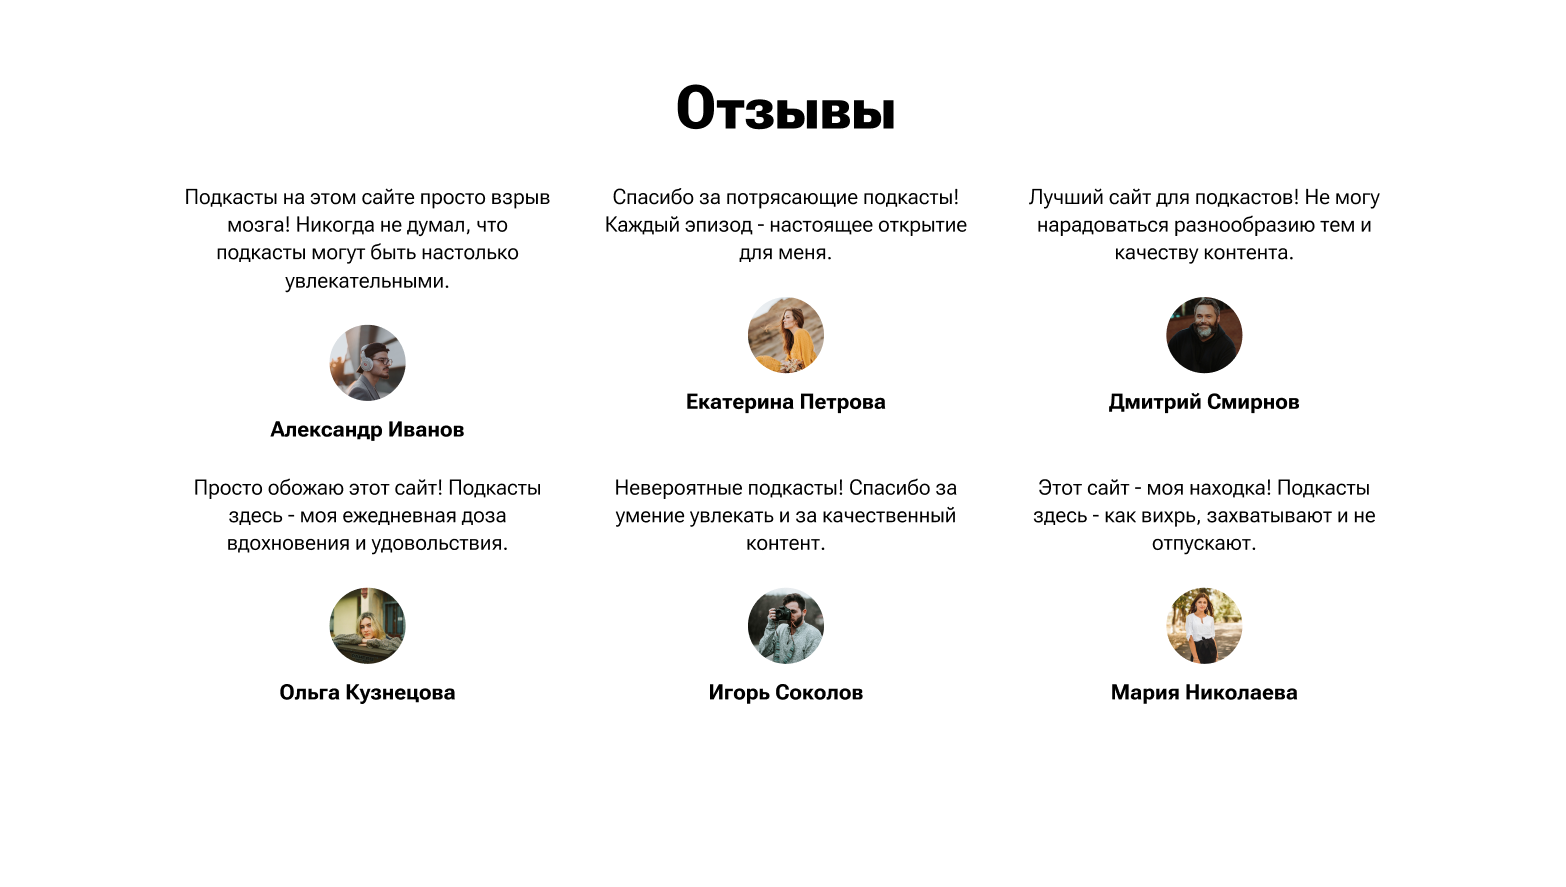 Отзывы
Подкасты на этом сайте просто взрыв
мозга! Никогда не думал, что
подкасты могут быть настолько
увлекательными.
Александр Иванов
Спасибо за потрясающие подкасты!
Каждый эпизод - настоящее открытие
для меня.
Екатерина Петрова
Лучший сайт для подкастов! Не могу
нарадоваться разнообразию тем и
качеству контента.
Дмитрий Смирнов
Просто обожаю этот сайт! Подкасты
здесь - моя ежедневная доза
вдохновения и удовольствия.
Ольга Кузнецова
Невероятные подкасты! Спасибо за
умение увлекать и за качественный
контент.
Игорь Соколов
Этот сайт - моя находка! Подкасты
здесь - как вихрь, захватывают и не
отпускают.
Мария Николаева